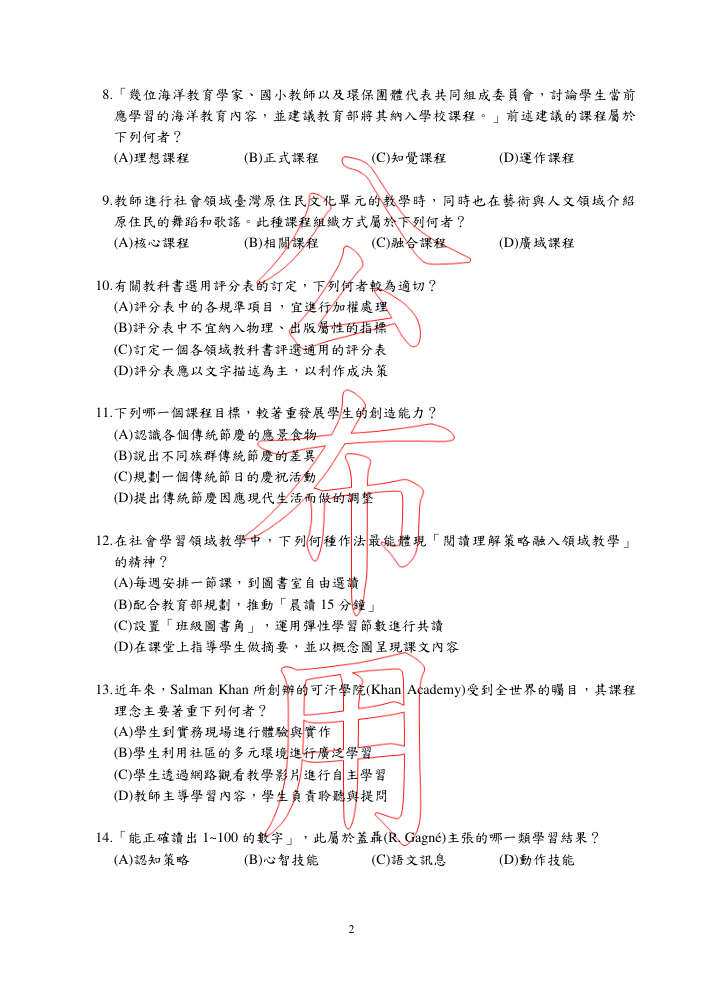 8.「幾位海洋教育學家、國小教師以及環保團體代表共同組成委員會，討論學生當前
應學習的海洋教育內容，並建議教育部將其納入學校課程。」前述建議的課程屬於
下列何者？
(A)理想課程 (B)正式課程 (C)知覺課程 (D)運作課程
9.教師進行社會領域臺灣原住民文化單元的教學時，同時也在藝術與人文領域介紹
原住民的舞蹈和歌謠。此種課程組織方式屬於下列何者？
(A)核心課程 (B)相關課程 (C)融合課程 (D)廣域課程
10.有關教科書選用評分表的訂定，下列何者較為適切？
(A)評分表中的各規準項目，宜進行加權處理
(B)評分表中不宜納入物理、出版屬性的指標
(C)訂定一個各領域教科書評選通用的評分表
(D)評分表應以文字描述為主，以利作成決策
11.下列哪一個課程目標，較著重發展學生的創造能力？
(A)認識各個傳統節慶的應景食物
(B)說出不同族群傳統節慶的差異
(C)規劃一個傳統節日的慶祝活動
(D)提出傳統節慶因應現代生活而做的調整
12.在社會學習領域教學中，下列何種作法最能體現「閱讀理解策略融入領域教學」
的精神？
(A)每週安排一節課，到圖書室自由選讀
(B)配合教育部規劃，推動「晨讀 15 分鐘」
(C)設置「班級圖書角」，運用彈性學習節數進行共讀
(D)在課堂上指導學生做摘要，並以概念圖呈現課文內容
13.近年來，Salman Khan 所創辦的可汗學院(Khan Academy)受到全世界的矚目，其課程
理念主要著重下列何者？
(A)學生到實務現場進行體驗與實作
(B)學生利用社區的多元環境進行廣泛學習
(C)學生透過網路觀看教學影片進行自主學習
(D)教師主導學習內容，學生負責聆聽與提問
14.「能正確讀出 1~100 的數字」，此屬於蓋聶(R. Gagné)主張的哪一類學習結果？
(A)認知策略 (B)心智技能 (C)語文訊息 (D)動作技能
2
公布用